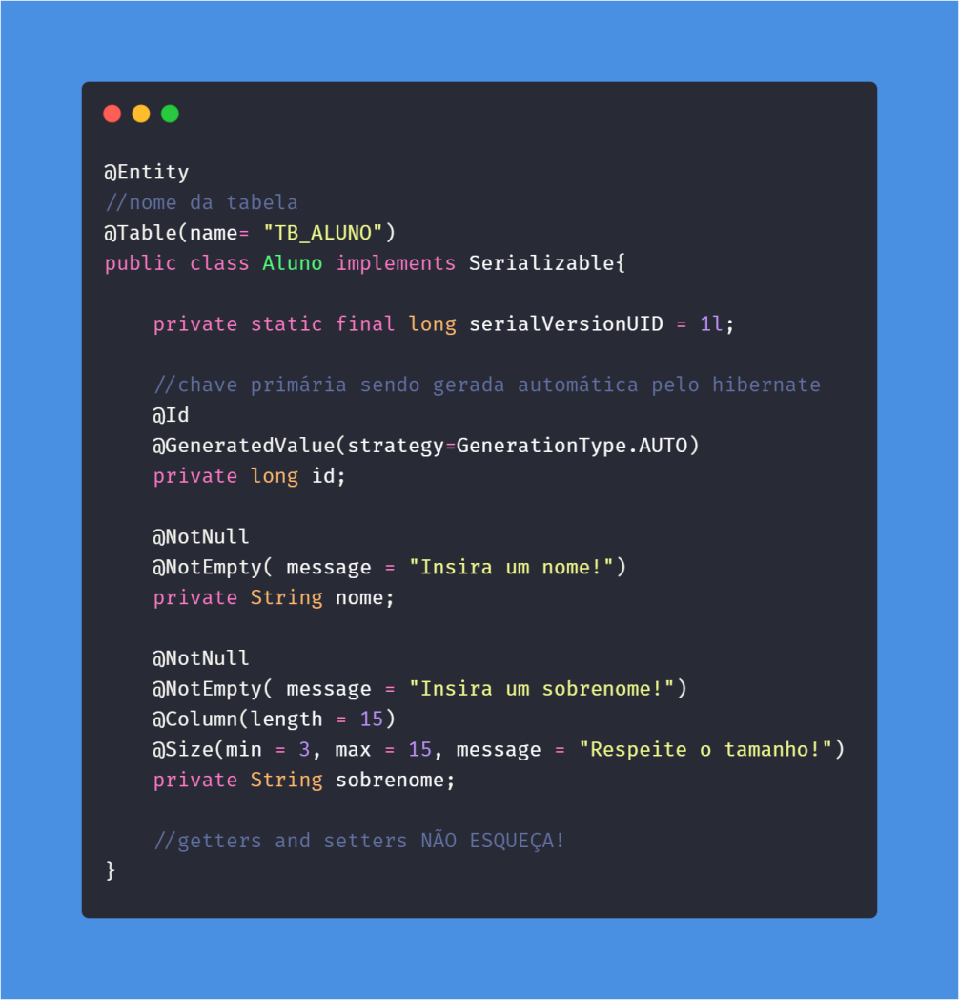 @Entity
//nome da tabela
@Table(name= "TB_ALUNO")
public class Aluno implements Serializable{
    private static final long serialVersionUID = 1l;
    //chave primária sendo gerada automática pelo hibernate
    @Id
    @GeneratedValue(strategy=GenerationType.AUTO)
    private long id;
    @NotNull
    @NotEmpty( message = "Insira um nome!")
    private String nome;
    @NotNull
    @NotEmpty( message = "Insira um sobrenome!")
    @Column(length = 15)
    @Size(min = 3, max = 15, message = "Respeite o tamanho!")
    private String sobrenome;
    //getters and setters NÃO ESQUEÇA!
}